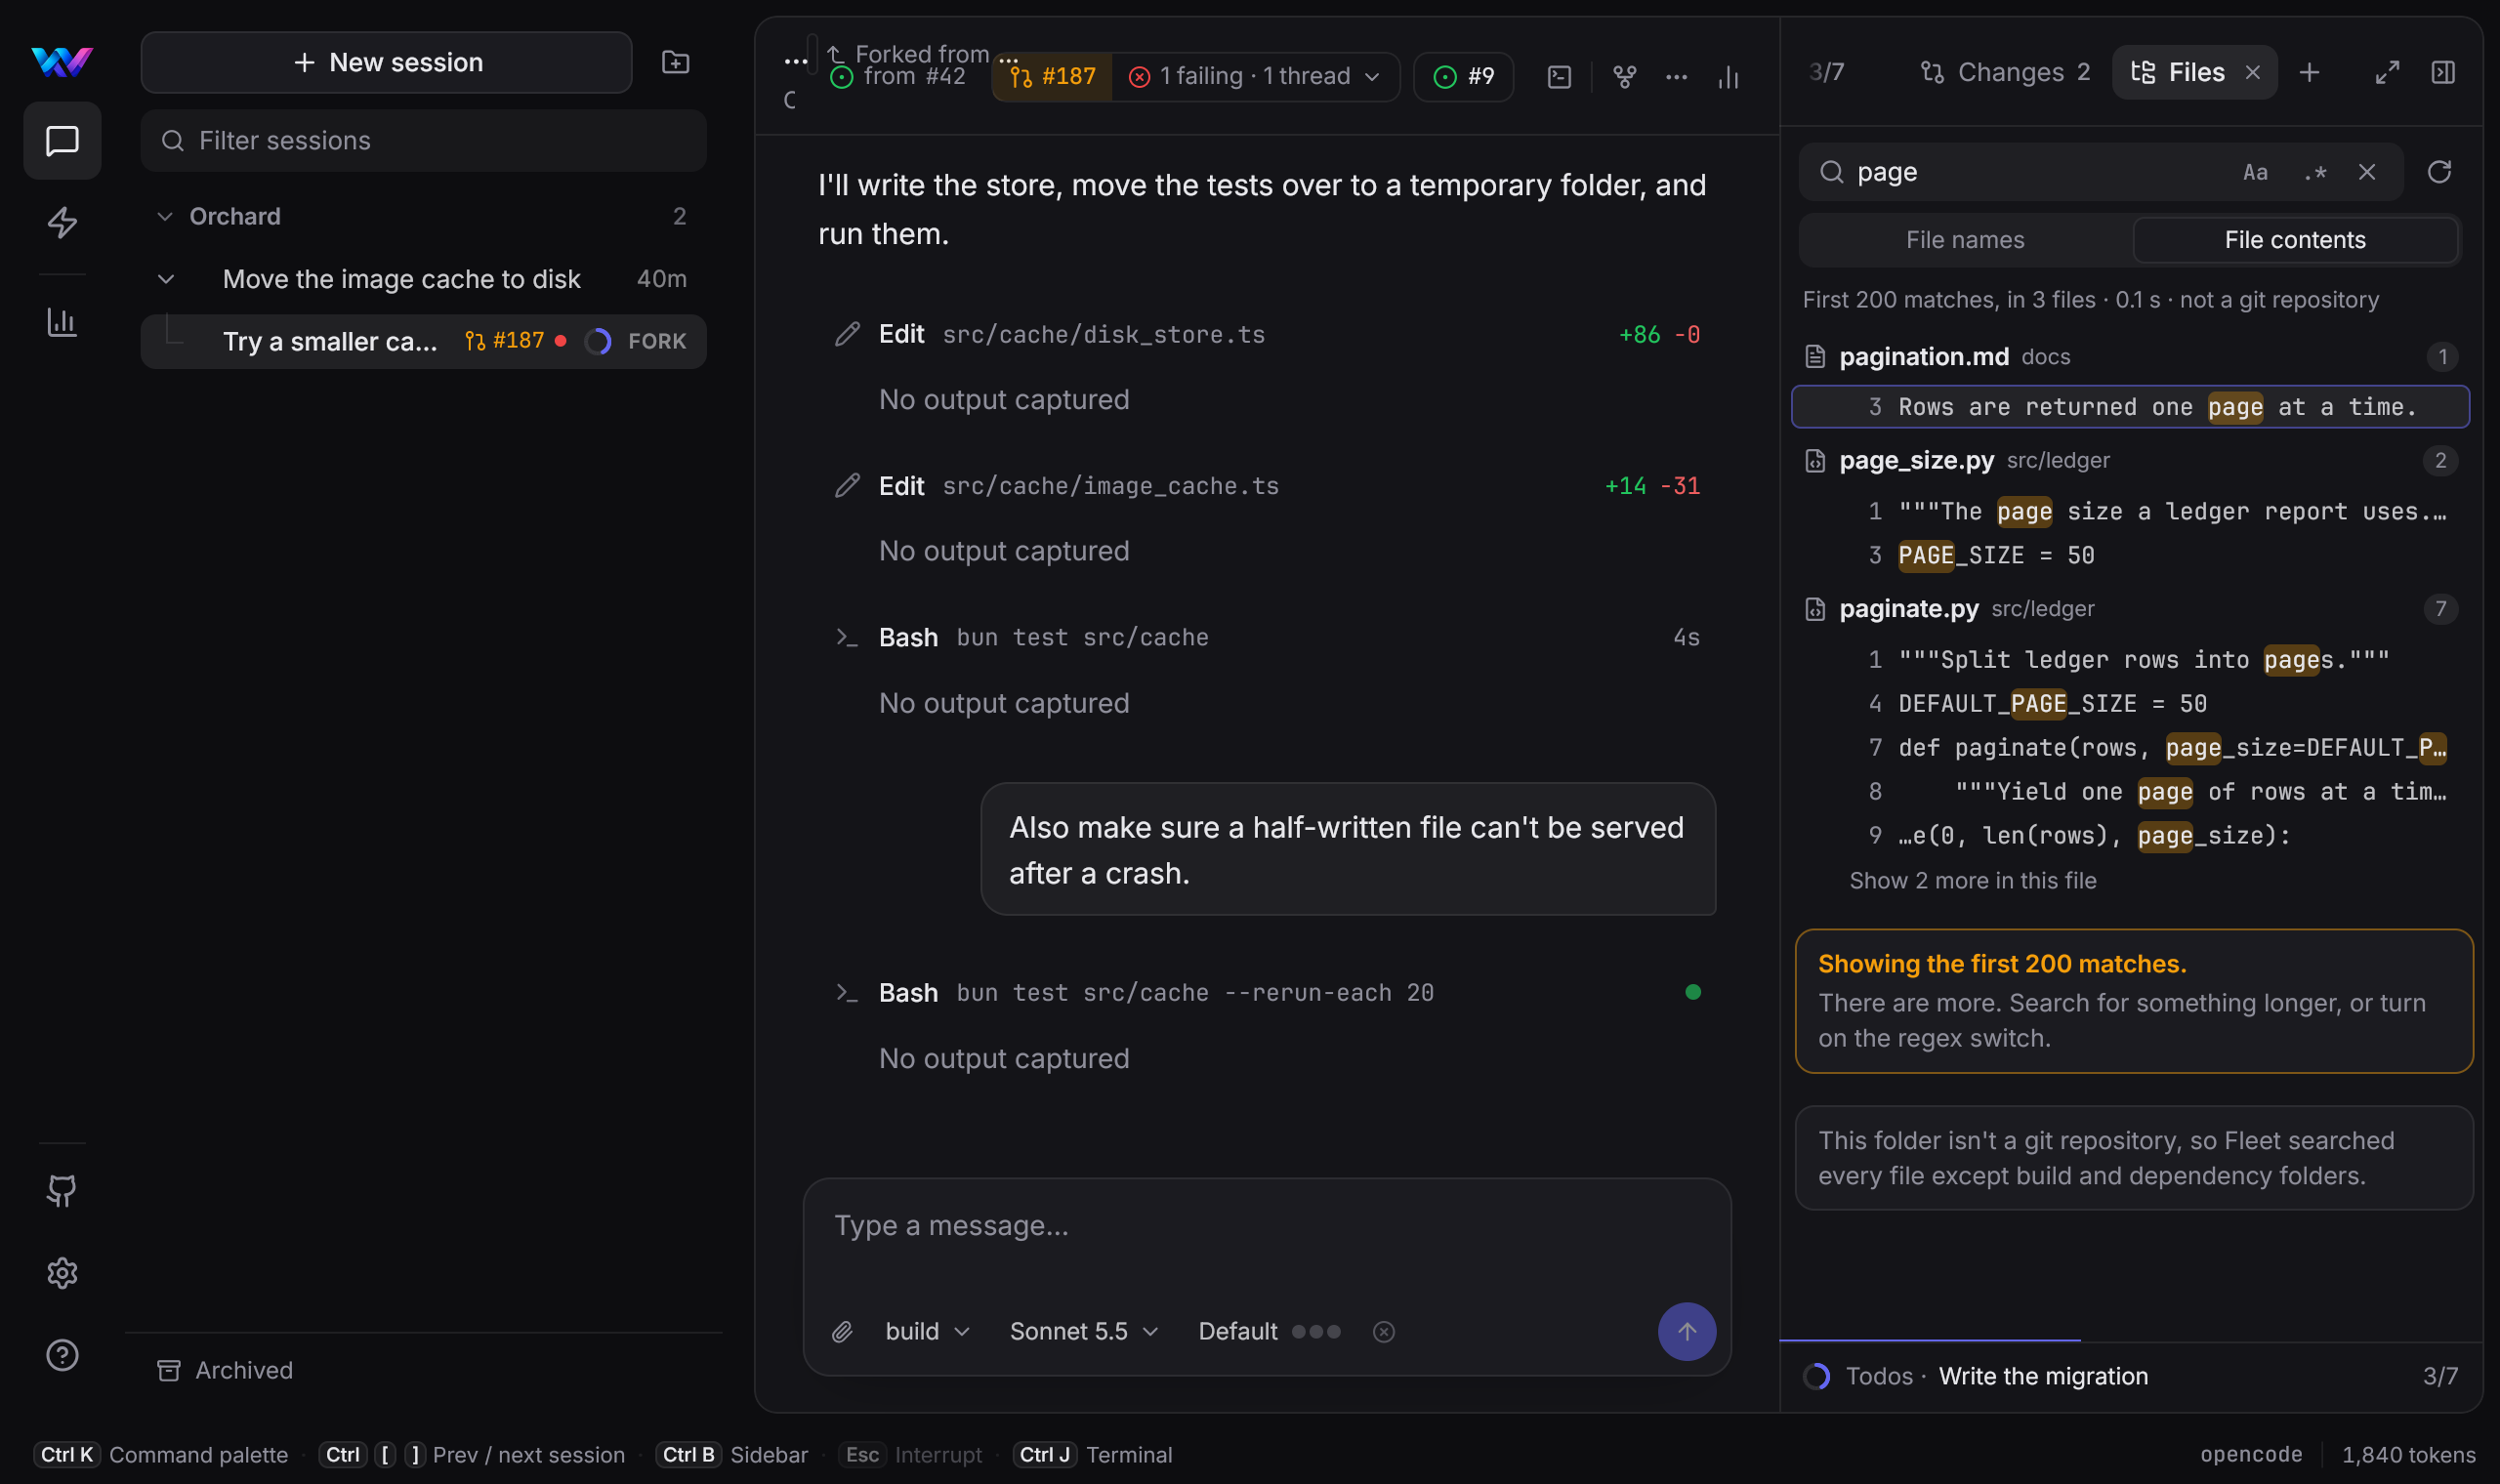 New session
Filter sessions
Orchard 2
Move the image cache to disk 40m
Try a smaller ca... #187 FORK
Archived
... Forked from ...
from #42 #187 1 failing · 1 thread #9
I'll write the store, move the tests over to a temporary folder, and
run them.
Edit src/cache/disk_store.ts +86 -0
No output captured
Edit src/cache/image_cache.ts +14 -31
No output captured
Bash bun test src/cache 4s
No output captured
Also make sure a half-written file can't be served
after a crash.
Bash bun test src/cache --rerun-each 20
No output captured
Type a message...
build Sonnet 5.5 Default
3/7 Changes 2 Files
page Aa .*
File names File contents
First 200 matches, in 3 files · 0.1 s · not a git repository
pagination.md docs 1
3 Rows are returned one page at a time.
page_size.py src/ledger 2
1 """The page size a ledger report uses.…
3 PAGE_SIZE = 50
paginate.py src/ledger 7
1 """Split ledger rows into pages."""
4 DEFAULT_PAGE_SIZE = 50
7 def paginate(rows, page_size=DEFAULT_P…
8 """Yield one page of rows at a tim…
9 …e(0, len(rows), page_size):
Show 2 more in this file
Showing the first 200 matches.
There are more. Search for something longer, or turn
on the regex switch.
This folder isn't a git repository, so Fleet searched
every file except build and dependency folders.
Todos · Write the migration 3/7
Ctrl K Command palette · Ctrl [ ] Prev / next session · Ctrl B Sidebar · Esc Interrupt · Ctrl J Terminal
opencode 1,840 tokens